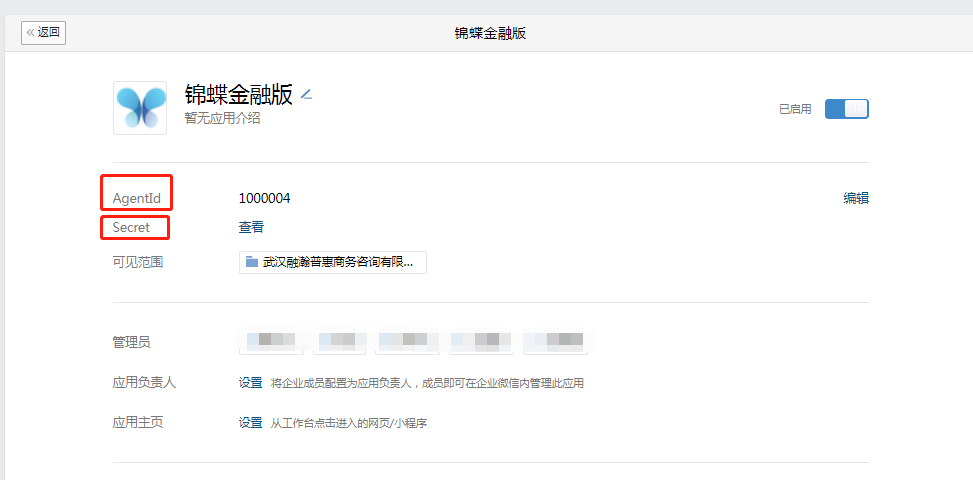 «返回
锦蝶金融版
锦蝶金融版
暂无应用介绍
已启用
AgentId 1000004 编辑
Secret 查看
可见范围 武汉融瀚普惠商务咨询有限...
管理员
应用负责人 设置 将企业成员配置为应用负责人，成员即可在企业微信内管理此应用
应用主页 设置 从工作台点击进入的网页/小程序